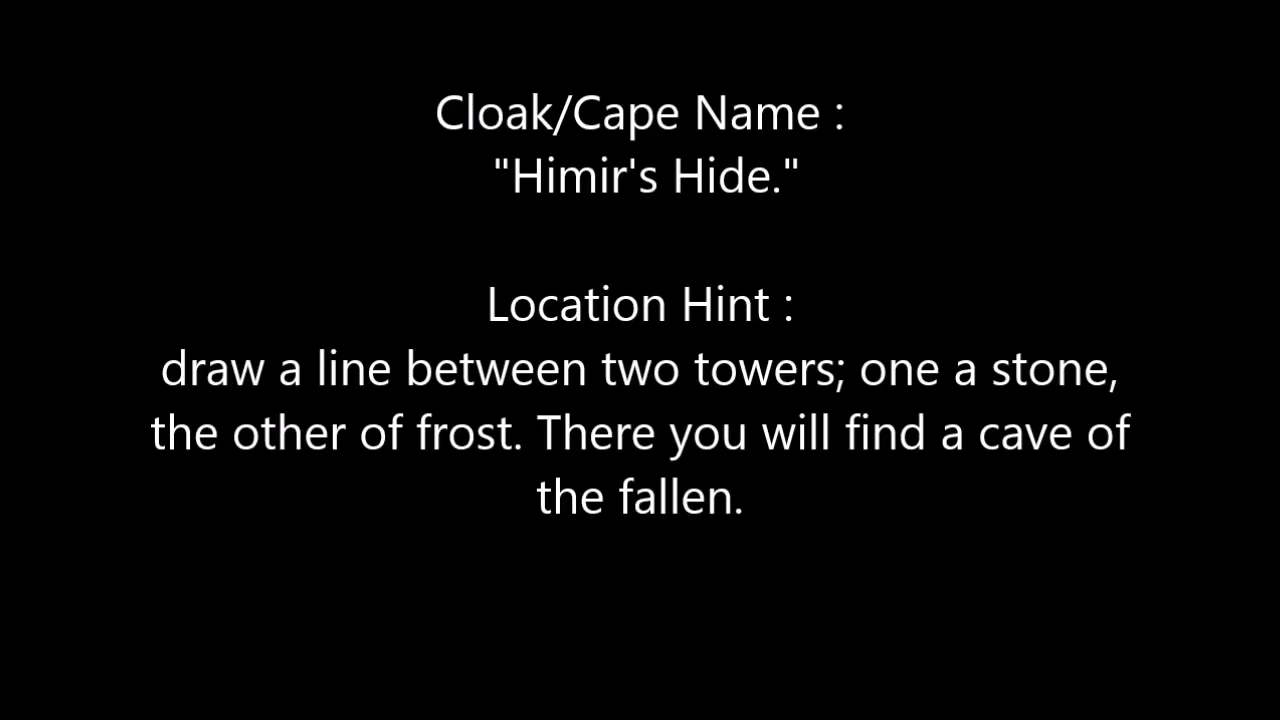 Cloak/Cape Name :
"Himir's Hide."
Location Hint :
draw a line between two towers; one a stone,
the other of frost. There you will find a cave of
the fallen.